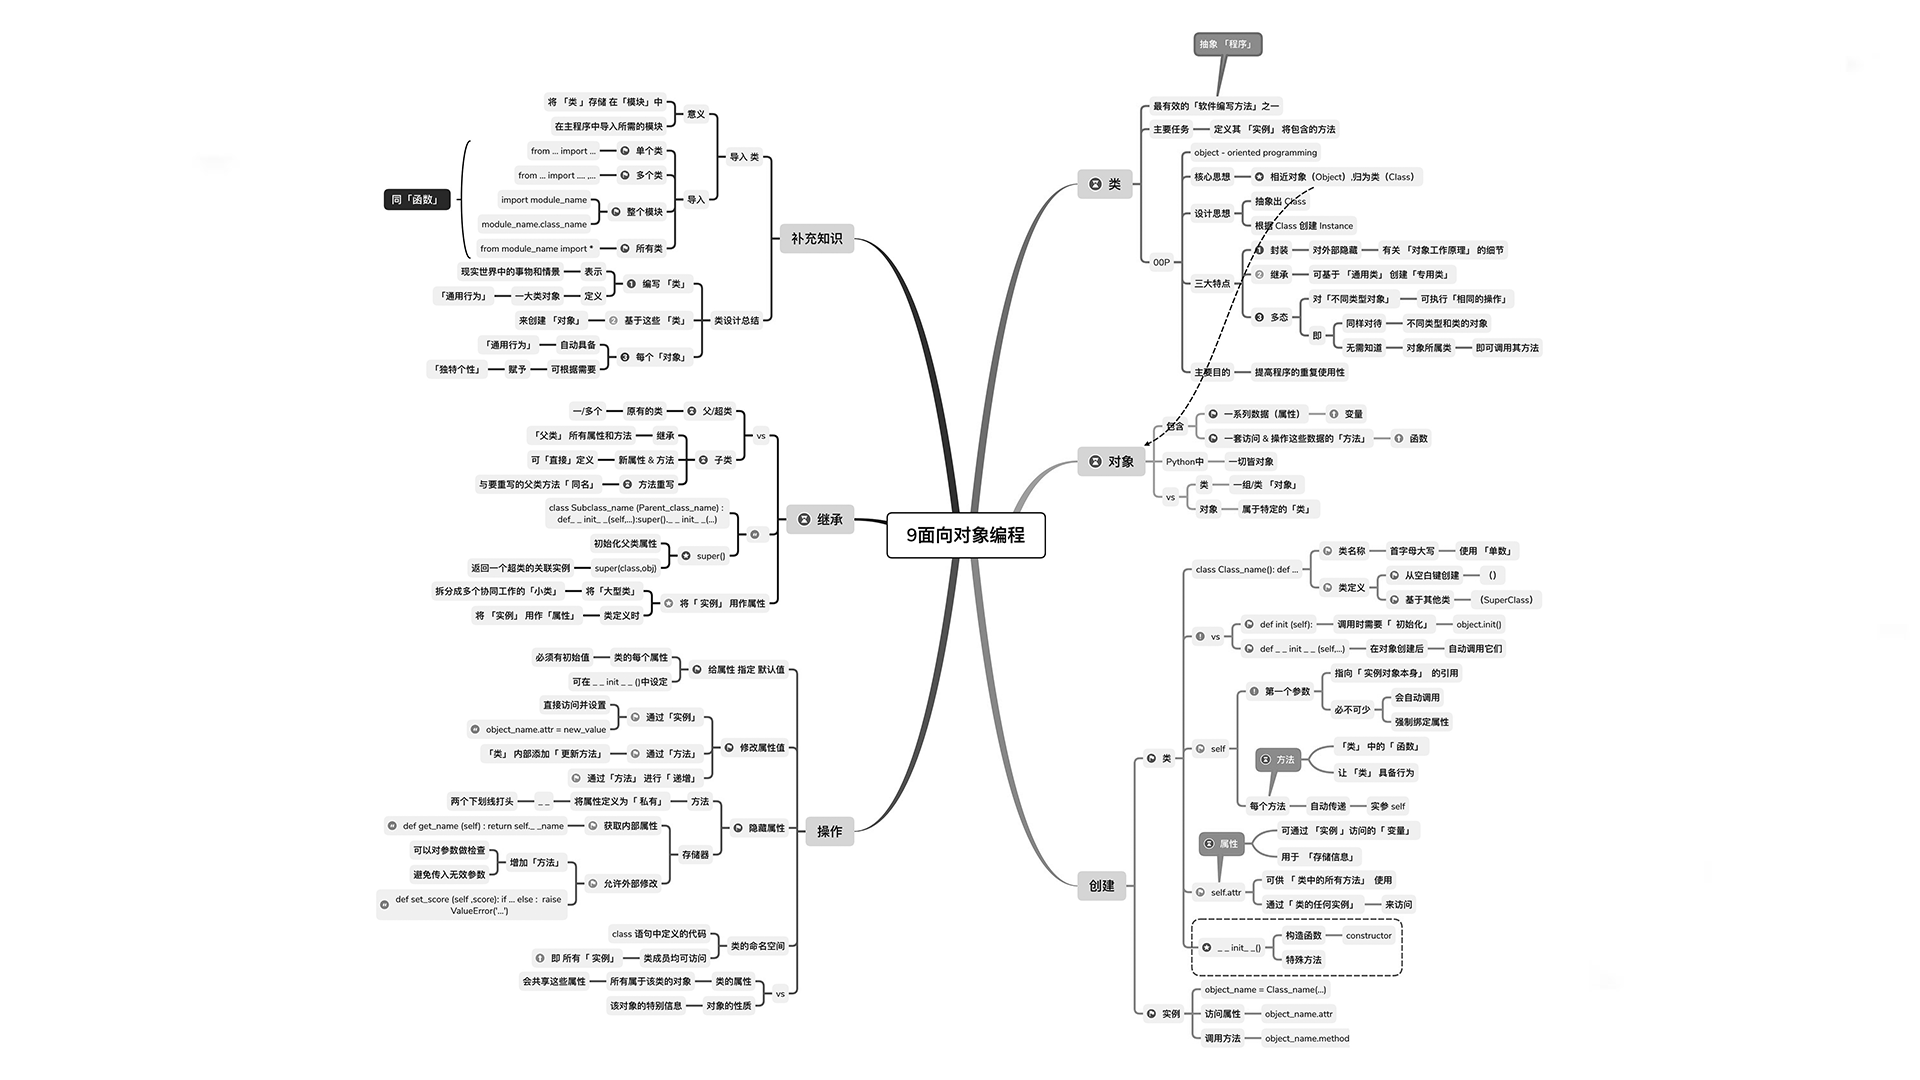 9面向对象编程
类
抽象 「程序」
最有效的「软件编写方法」之一
主要任务
定义其 「实例」 将包含的方法
OOP
object - oriented programming
核心思想
相近对象（Object）,归为类（Class）
设计思想
抽象出 Class
根据 Class 创建 Instance
三大特点
1 封装
对外部隐藏
有关 「对象工作原理」 的细节
2 继承
可基于 「通用类」 创建「专用类」
3 多态
对「不同类型对象」
可执行「相同的操作」
即
同样对待
不同类型和类的对象
无需知道
对象所属类
即可调用其方法
主要目的
提高程序的重复使用性
对象
包含
一系列数据（属性）
变量
一套访问 & 操作这些数据的「方法」
函数
Python中
一切皆对象
vs
类
一组/类 「对象」
对象
属于特定的「类」
创建
类
class Class_name(): def ...
类名称
首字母大写
使用 「单数」
类定义
从空白键创建
（）
基于其他类
（SuperClass）
vs
def init (self):
调用时需要「 初始化」
object.init()
def _ _ init _ _ (self,...)
在对象创建后
自动调用它们
self
第一个参数
指向「 实例对象本身」 的引用
必不可少
会自动调用
强制绑定属性
方法
「类」 中的「 函数」
让 「类」 具备行为
每个方法
自动传递
实参 self
属性
可通过 「实例 」访问的「 变量」
用于 「存储信息」
self.attr
可供 「 类中的所有方法」 使用
通过「 类的任何实例」
来访问
_ _ init_ _()
构造函数
constructor
特殊方法
实例
object_name = Class_name(...)
访问属性
object_name.attr
调用方法
object_name.method
补充知识
导入 类
意义
将 「类 」存储 在「模块」中
在主程序中导入所需的模块
导入
单个类
from ... import ...
多个类
from ... import .... ,...
整个模块
import module_name
module_name.class_name
所有类
from module_name import *
同「函数」
类设计总结
1 编写 「类」
表示
现实世界中的事物和情景
定义
一大类对象
「通用行为」
2 基于这些 「类」
来创建 「对象」
3 每个「对象」
自动具备
「通用行为」
可根据需要
赋予
「独特个性」
继承
vs
父/超类
原有的类
一/多个
子类
继承
「父类」 所有属性和方法
新属性 & 方法
可「直接」定义
方法重写
与要重写的父类方法「 同名」
class Subclass_name (Parent_class_name) :
def_ _ init_ _(self,...):super()._ _ init_ _(...)
super()
初始化父类属性
super(class,obj)
返回一个超类的关联实例
将「 实例」 用作属性
将「大型类」
拆分成多个协同工作的「小类」
类定义时
将 「实例」 用作「属性」
操作
给属性 指定 默认值
类的每个属性
必须有初始值
可在 _ _ init _ _ ()中设定
修改属性值
通过「实例」
直接访问并设置
object_name.attr = new_value
通过「方法」
「类」 内部添加「 更新方法」
通过「方法」 进行「 递增」
隐藏属性
方法
将属性定义为「 私有」
_ _
两个下划线打头
存储器
获取内部属性
def get_name (self) : return self._ _name
允许外部修改
增加「方法」
可以对参数做检查
避免传入无效参数
def set_score (self ,score): if ... else : raise
ValueError('...')
类的命名空间
class 语句中定义的代码
类成员均可访问
即 所有「 实例」
vs
类的属性
所有属于该类的对象
会共享这些属性
对象的性质
该对象的特别信息